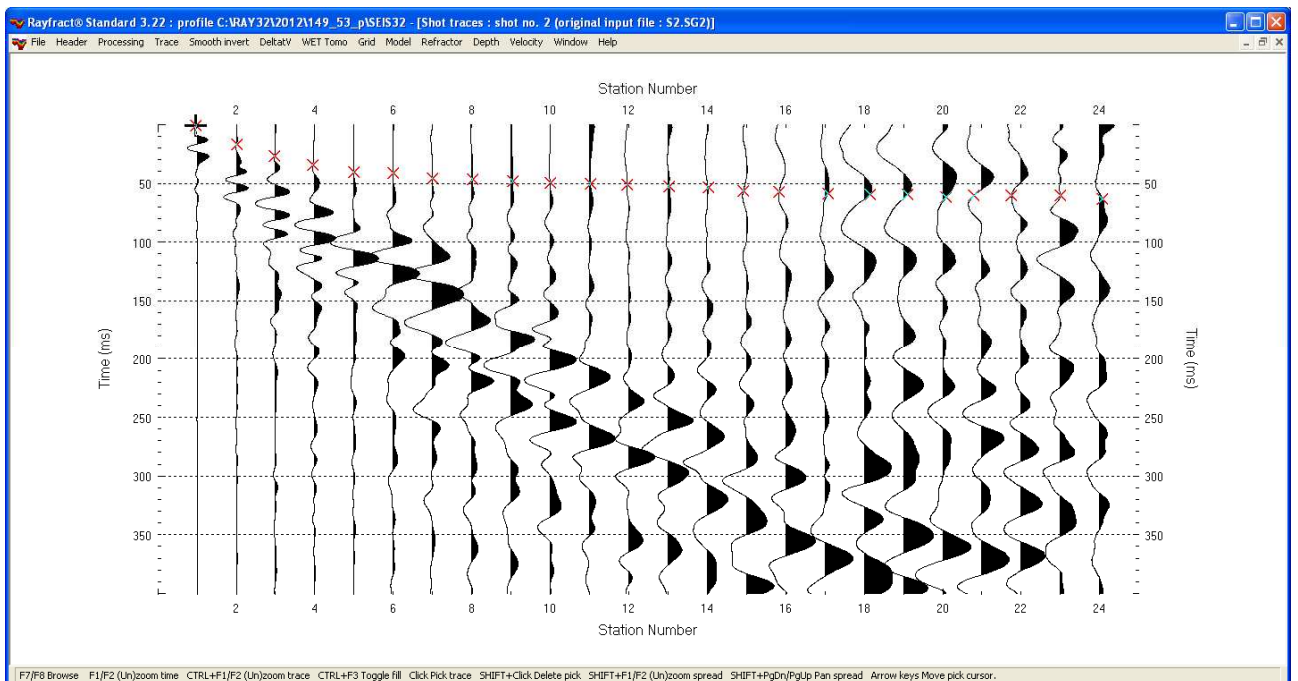 Rayfract® Standard 3.22 : profile C:\RAY32\2012\149_53_p\SEIS32 - [Shot traces : shot no. 2 (original input file : S2.SG2)]
File Header Processing Trace Smooth invert DeltatV WET Tomo Grid Model Refractor Depth Velocity Window Help
Station Number
2 4 6 8 10 12 14 16 18 20 22 24
50 50
100 100
150 150
200 200
Time (ms) Time (ms)
250 250
300 300
350 350
2 4 6 8 10 12 14 16 18 20 22 24
Station Number
F7/F8 Browse F1/F2 (Un)zoom time CTRL+F1/F2 (Un)zoom trace CTRL+F3 Toggle fill Click Pick trace SHIFT+Click Delete pick SHIFT+F1/F2 (Un)zoom spread SHIFT+PgDn/PgUp Pan spread Arrow keys Move pick cursor.